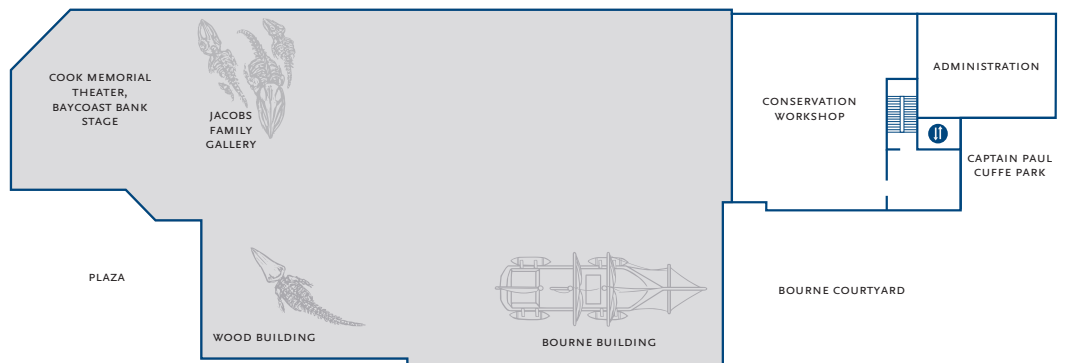 COOK MEMORIAL
THEATER,
BAYCOAST BANK
STAGE
JACOBS
FAMILY
GALLERY
CONSERVATION
WORKSHOP
ADMINISTRATION
CAPTAIN PAUL
CUFFE PARK
PLAZA
WOOD BUILDING
BOURNE BUILDING
BOURNE COURTYARD